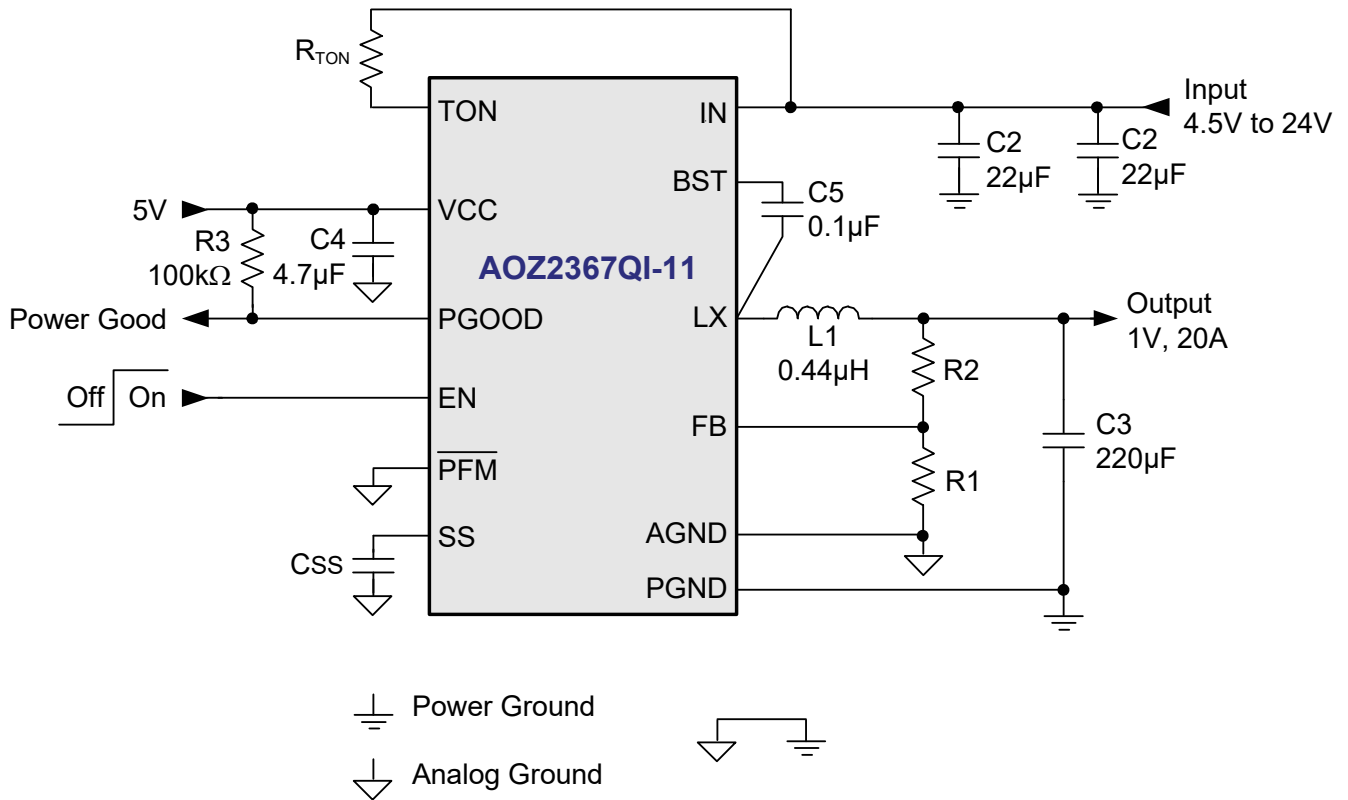 R_TON
TON
IN
Input
4.5V to 24V
C2
22µF
C2
22µF
BST
C5
0.1µF
5V
VCC
R3
100kΩ
C4
4.7µF
AOZ2367QI-11
Power Good
PGOOD
LX
L1
0.44µH
Output
1V, 20A
R2
Off
On
EN
FB
C3
220µF
PFM
R1
CSS
SS
AGND
PGND
Power Ground
Analog Ground